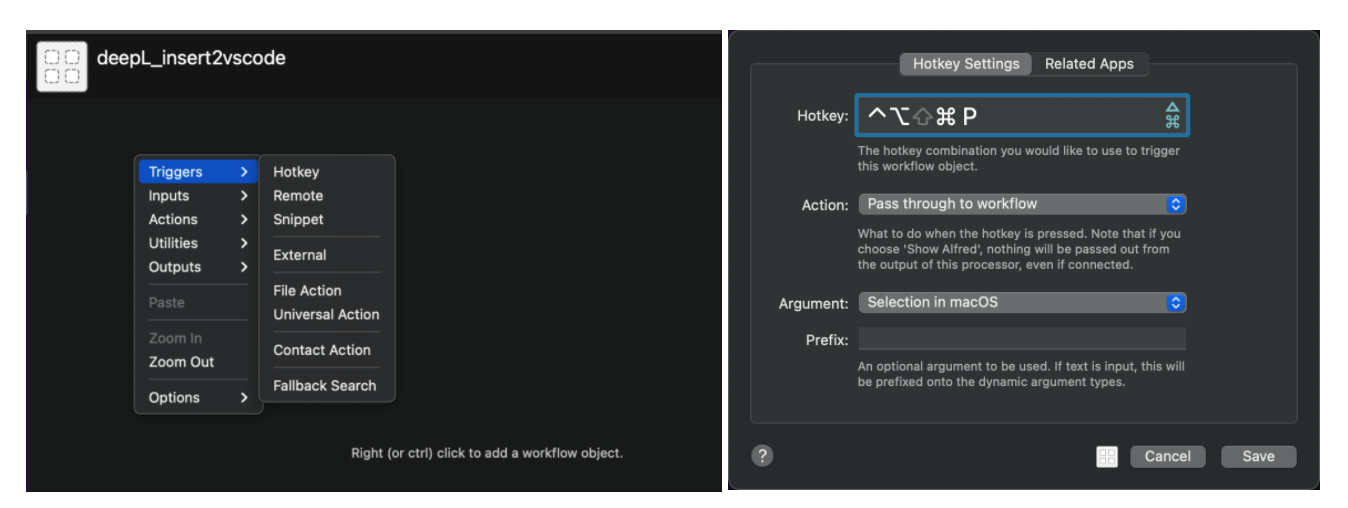 deepL_insert2vscode
Triggers
Inputs
Actions
Utilities
Outputs
Paste
Zoom In
Zoom Out
Options
Hotkey
Remote
Snippet
External
File Action
Universal Action
Contact Action
Fallback Search
Right (or ctrl) click to add a workflow object.
Hotkey Settings Related Apps
Hotkey: ^⌥⇧⌘ P
The hotkey combination you would like to use to trigger
this workflow object.
Action: Pass through to workflow
What to do when the hotkey is pressed. Note that if you
choose 'Show Alfred', nothing will be passed out from
the output of this processor, even if connected.
Argument: Selection in macOS
Prefix:
An optional argument to be used. If text is input, this will
be prefixed onto the dynamic argument types.
? Cancel Save